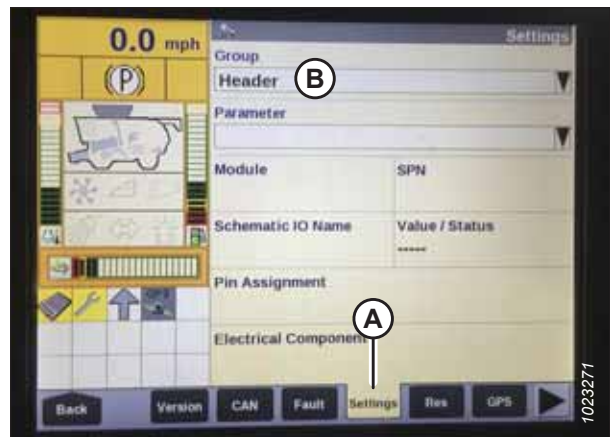 0.0 mph
(P)
Settings
Group
Header
B
Parameter
Module
SPN
Schematic IO Name
Value / Status
-----
Pin Assignment
A
Electrical Component
Back
Version
CAN
Fault
Settings
Res
GPS
1023271